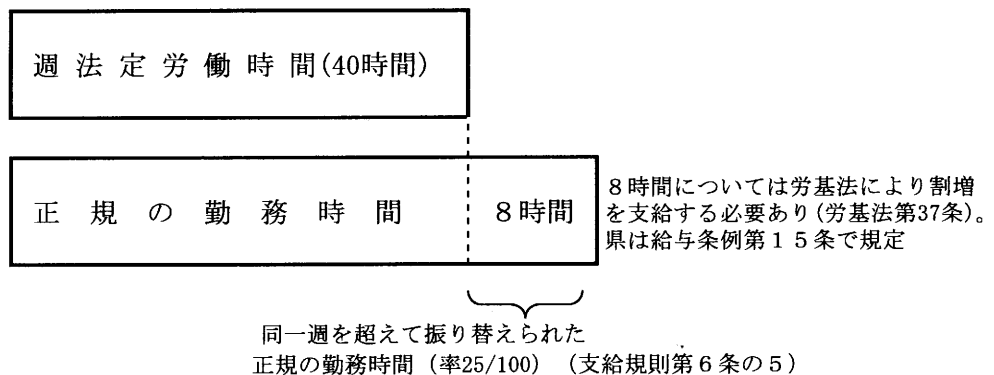 週法定労働時間(40時間)
正規の勤務時間 8時間
8時間については労基法により割増
を支給する必要あり(労基法第37条)。
県は給与条例第15条で規定
同一週を超えて振り替えられた
正規の勤務時間（率25/100）（支給規則第6条の5）